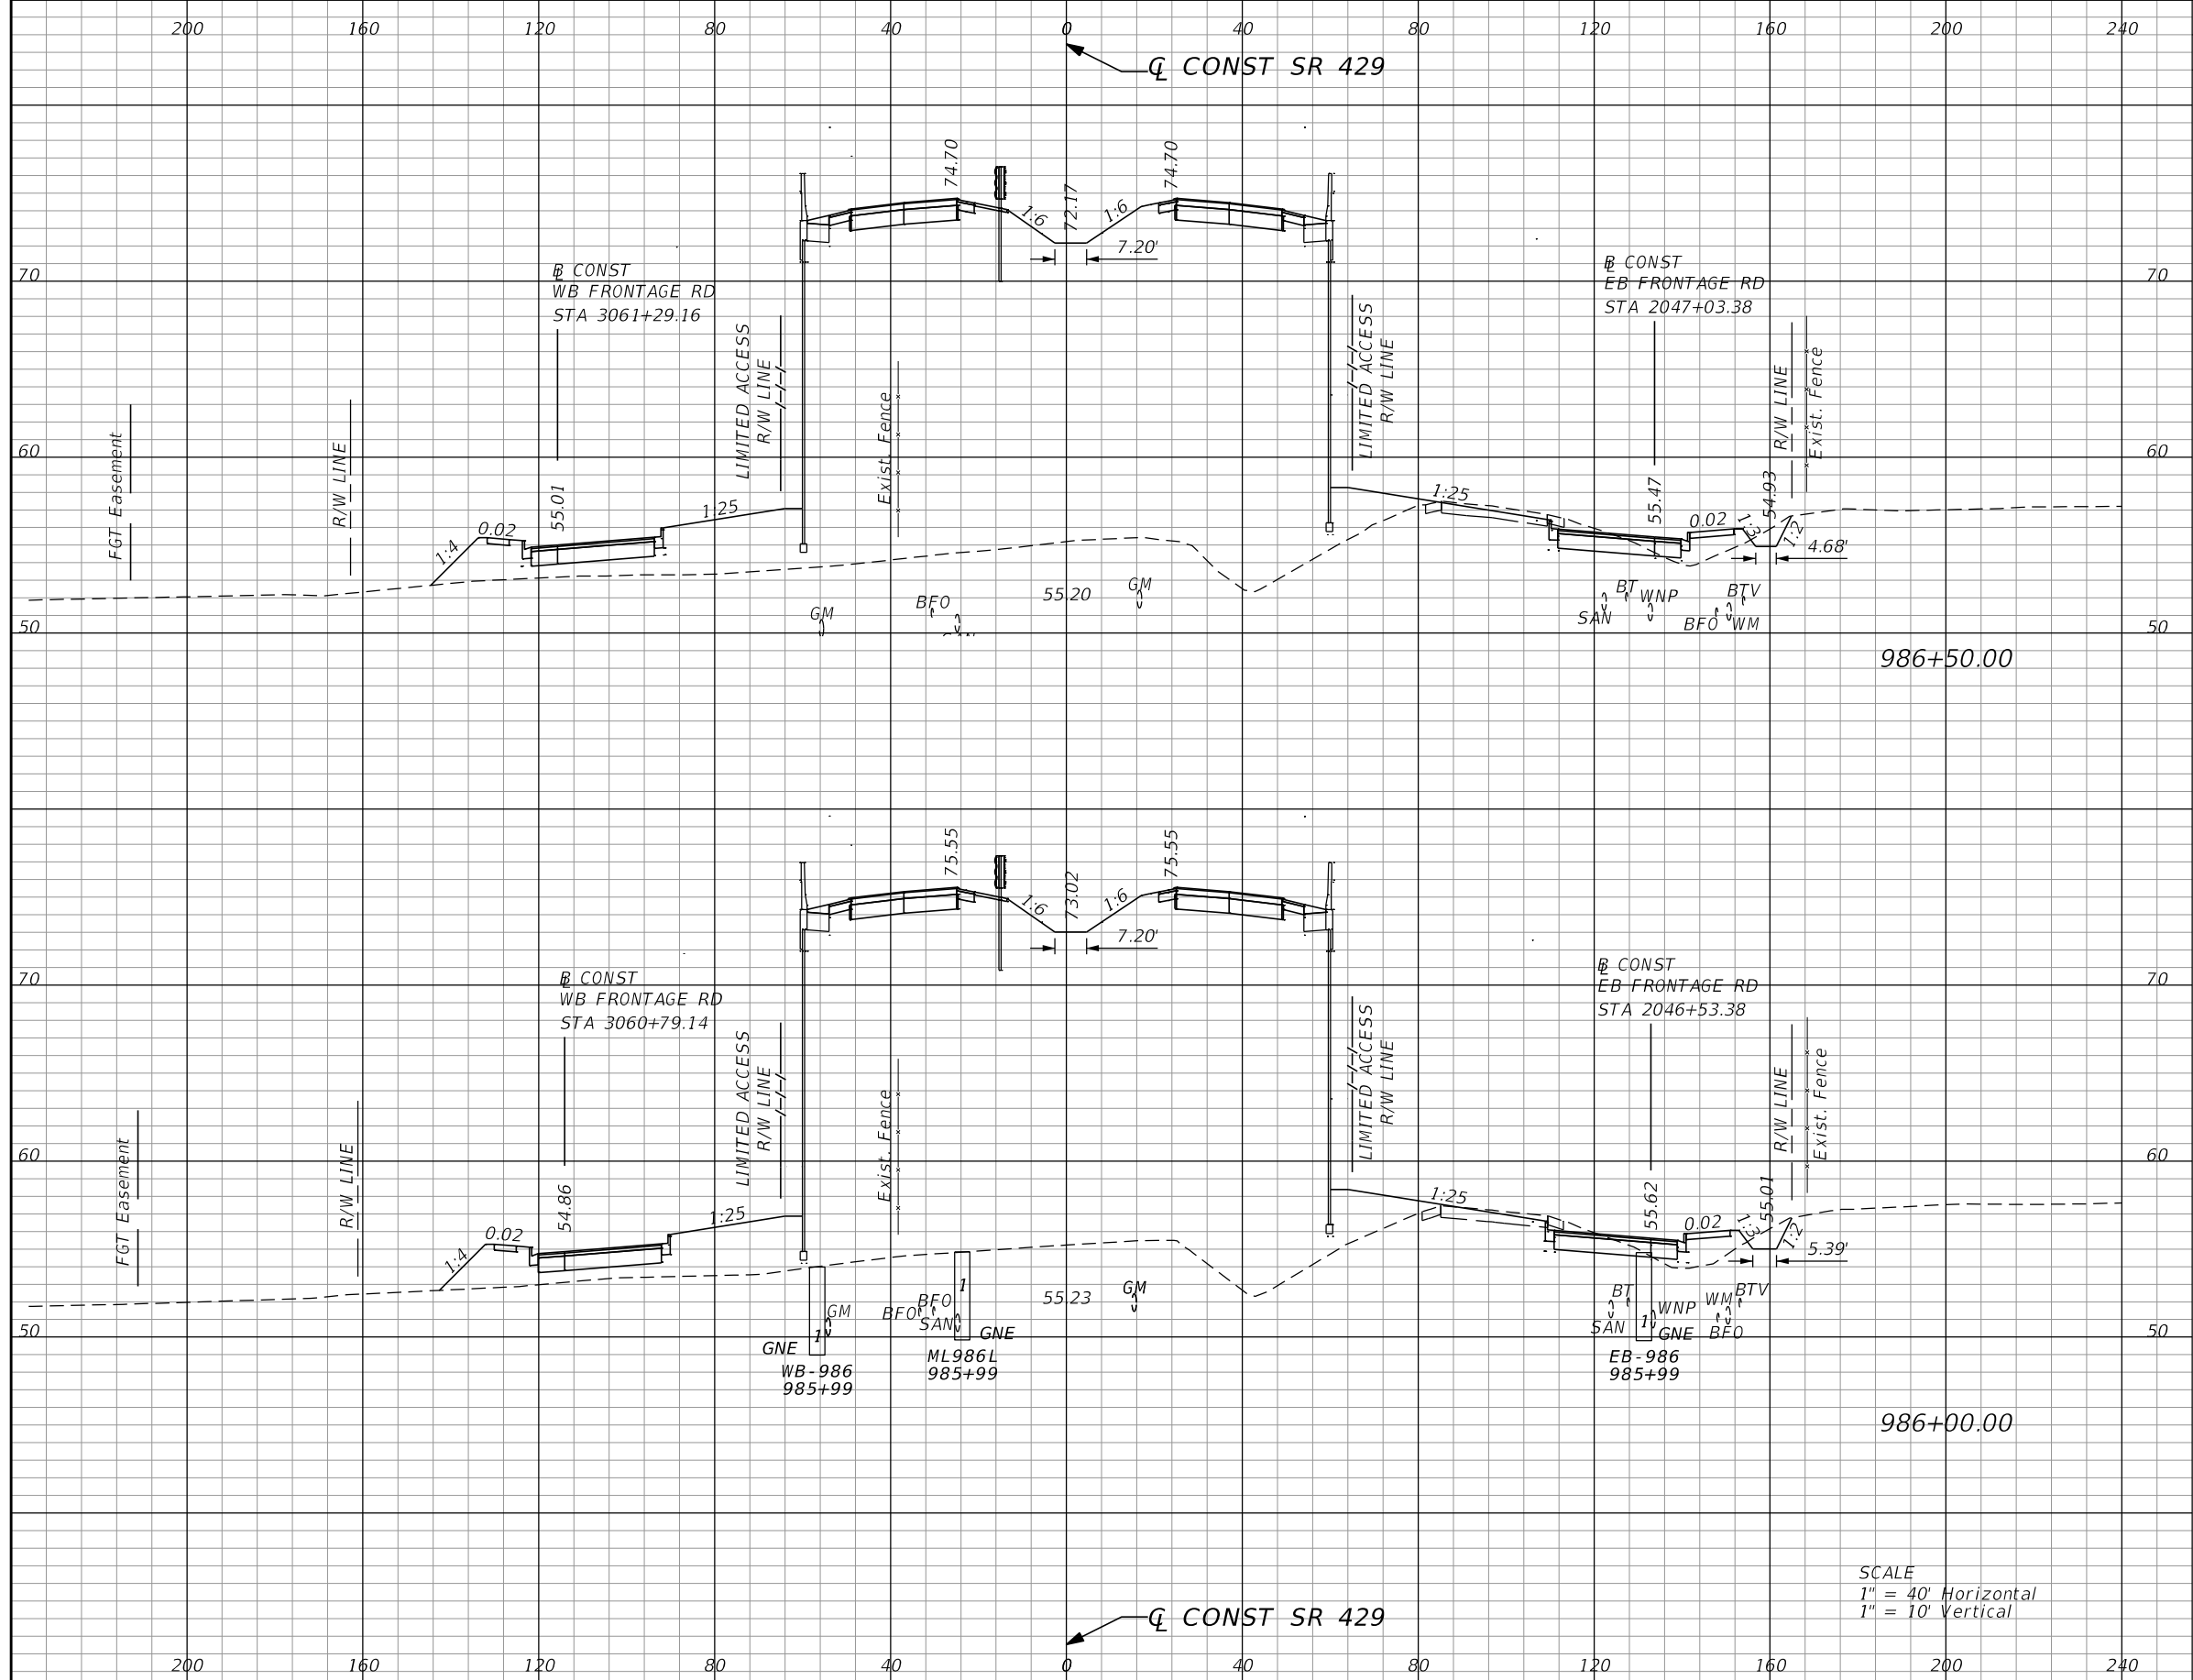 200 160 120 80 40 0 40 80 120 160 200 240
℄ CONST SR 429
74.70
72.17
74.70
1:6
1:6
7.20'
70
70
℄ CONST
WB FRONTAGE RD
STA 3061+29.16
℄ CONST
EB FRONTAGE RD
STA 2047+03.38
LIMITED ACCESS
R/W LINE
LIMITED ACCESS
R/W LINE
Exist. Fence
R/W LINE
Exist. Fence
FGT Easement
R/W LINE
60
60
55.01
55.47
54.93
0.02
1:4
1:25
1:25
0.02
1:3
1:2
4.68'
GM
BFO
55.20
GM
SAN
BT
WNP
BFO
BTV
WM
50
50
986+50.00
75.55
73.02
75.55
1:6
1:6
7.20'
70
70
℄ CONST
WB FRONTAGE RD
STA 3060+79.14
℄ CONST
EB FRONTAGE RD
STA 2046+53.38
LIMITED ACCESS
R/W LINE
LIMITED ACCESS
R/W LINE
Exist. Fence
R/W LINE
Exist. Fence
FGT Easement
R/W LINE
60
60
54.86
55.62
55.01
0.02
1:4
1:25
1:25
0.02
1:3
1:2
5.39'
GM
BFO
BFO
SAN
1
1
55.23
GM
BT
SAN
1
WNP
WM
BTV
BFO
50
50
GNE
GNE
GNE
WB-986
985+99
ML986L
985+99
EB-986
985+99
986+00.00
SCALE
1" = 40' Horizontal
1" = 10' Vertical
℄ CONST SR 429
200 160 120 80 40 0 40 80 120 160 200 240